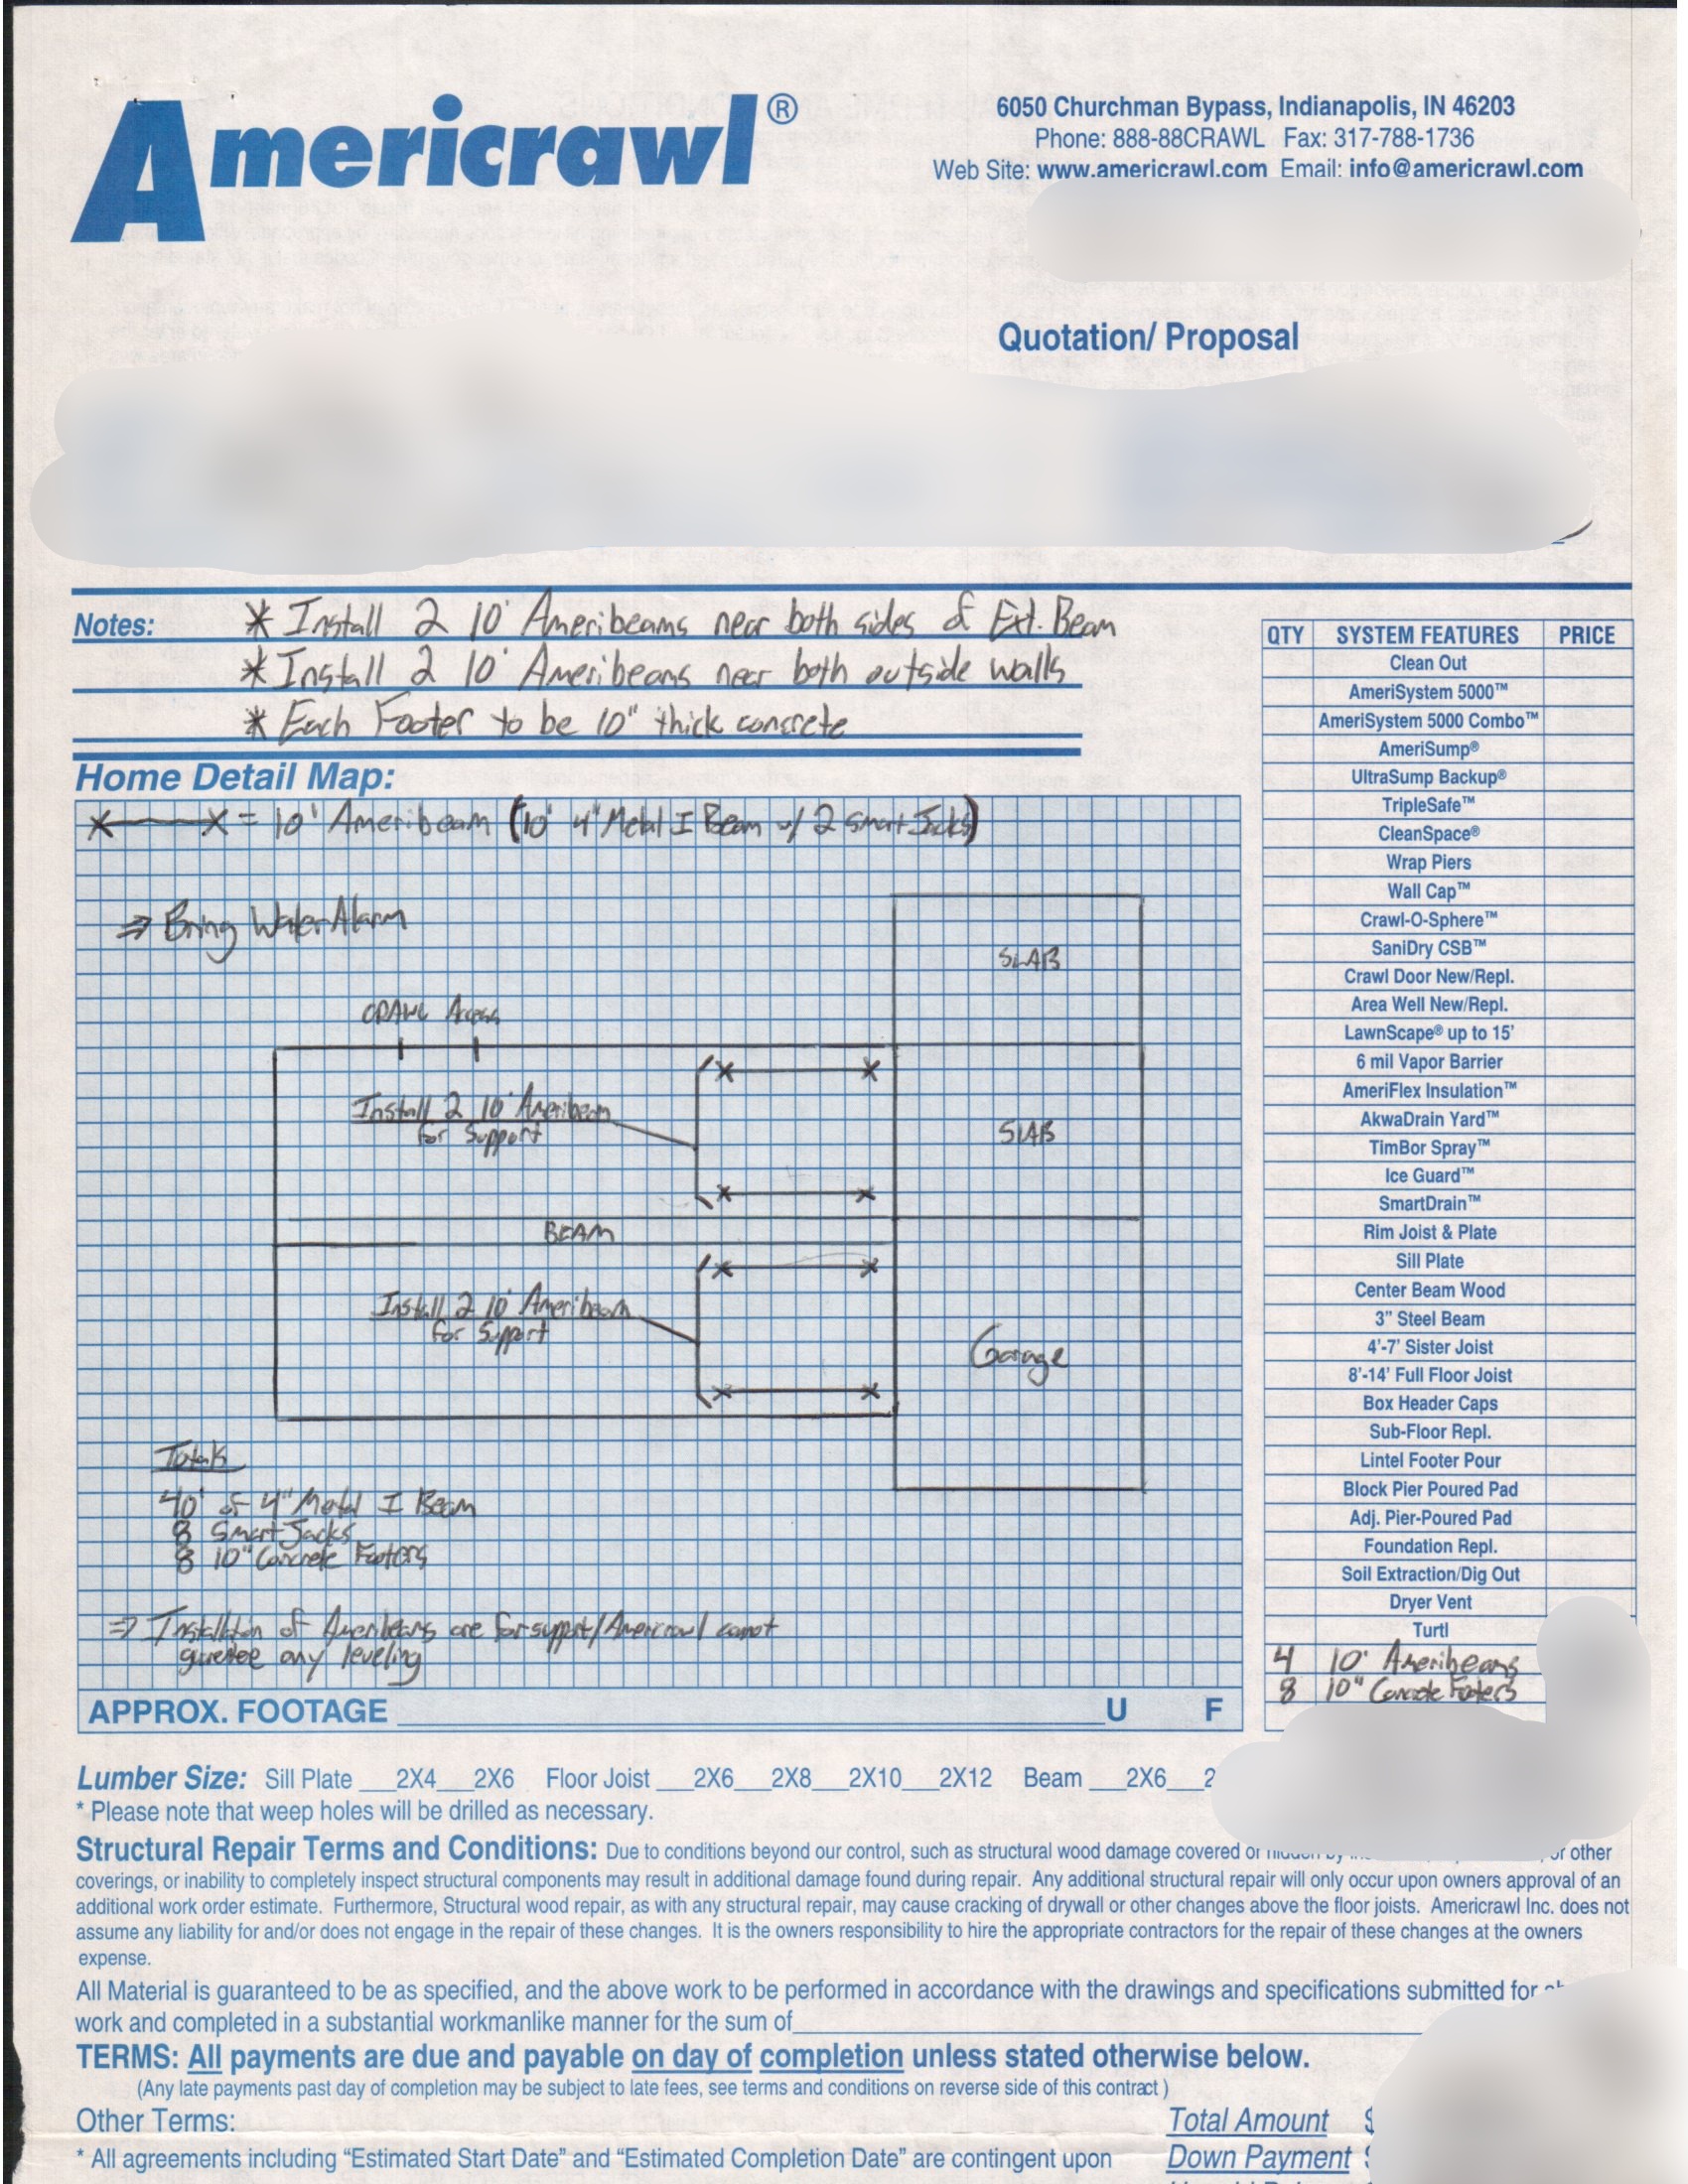 Americrawl®
6050 Churchman Bypass, Indianapolis, IN 46203
Phone: 888-88CRAWL Fax: 317-788-1736
Web Site: www.americrawl.com Email: info@americrawl.com
Quotation/ Proposal
Notes: * Install 2 10' Ameribeams near both sides of Ext. Beam
* Install 2 10' Ameribeams near both outside walls
* Each Footer to be 10" thick concrete
Home Detail Map:
X——X = 10' Ameribeam (10' 4" Metal I Beam w/ 2 Smart Jacks)
⇒ Bring Water Alarm
SLAB
CRAWL Access
Install 2 10' Ameribeam
for Support
SLAB
BEAM
Install 2 10' Ameribeam
for Support
Garage
Totals
40' of 4" Metal I Beam
8 Smart Jacks
8 10" Concrete Footers
⇒ Installation of Ameribeams are for support/Americrawl cannot
gurentee any leveling
APPROX. FOOTAGE U F
QTY SYSTEM FEATURES PRICE
Clean Out
AmeriSystem 5000™
AmeriSystem 5000 Combo™
AmeriSump®
UltraSump Backup®
TripleSafe™
CleanSpace®
Wrap Piers
Wall Cap™
Crawl-O-Sphere™
SaniDry CSB™
Crawl Door New/Repl.
Area Well New/Repl.
LawnScape® up to 15'
6 mil Vapor Barrier
AmeriFlex Insulation™
AkwaDrain Yard™
TimBor Spray™
Ice Guard™
SmartDrain™
Rim Joist & Plate
Sill Plate
Center Beam Wood
3” Steel Beam
4'-7' Sister Joist
8'-14' Full Floor Joist
Box Header Caps
Sub-Floor Repl.
Lintel Footer Pour
Block Pier Poured Pad
Adj. Pier-Poured Pad
Foundation Repl.
Soil Extraction/Dig Out
Dryer Vent
Turtl
4 10' Ameribeams
8 10" Concrete Footers
Lumber Size: Sill Plate ___2X4___2X6 Floor Joist ___2X6___2X8___2X10___2X12 Beam ___2X6___2
* Please note that weep holes will be drilled as necessary.
Structural Repair Terms and Conditions: Due to conditions beyond our control, such as structural wood damage covered or hidden by or other
coverings, or inability to completely inspect structural components may result in additional damage found during repair. Any additional structural repair will only occur upon owners approval of an
additional work order estimate. Furthermore, Structural wood repair, as with any structural repair, may cause cracking of drywall or other changes above the floor joists. Americrawl Inc. does not
assume any liability for and/or does not engage in the repair of these changes. It is the owners responsibility to hire the appropriate contractors for the repair of these changes at the owners
expense.
All Material is guaranteed to be as specified, and the above work to be performed in accordance with the drawings and specifications submitted for
work and completed in a substantial workmanlike manner for the sum of
TERMS: All payments are due and payable on day of completion unless stated otherwise below.
(Any late payments past day of completion may be subject to late fees, see terms and conditions on reverse side of this contract )
Other Terms:
Total Amount $
* All agreements including “Estimated Start Date” and “Estimated Completion Date” are contingent upon
Down Payment $